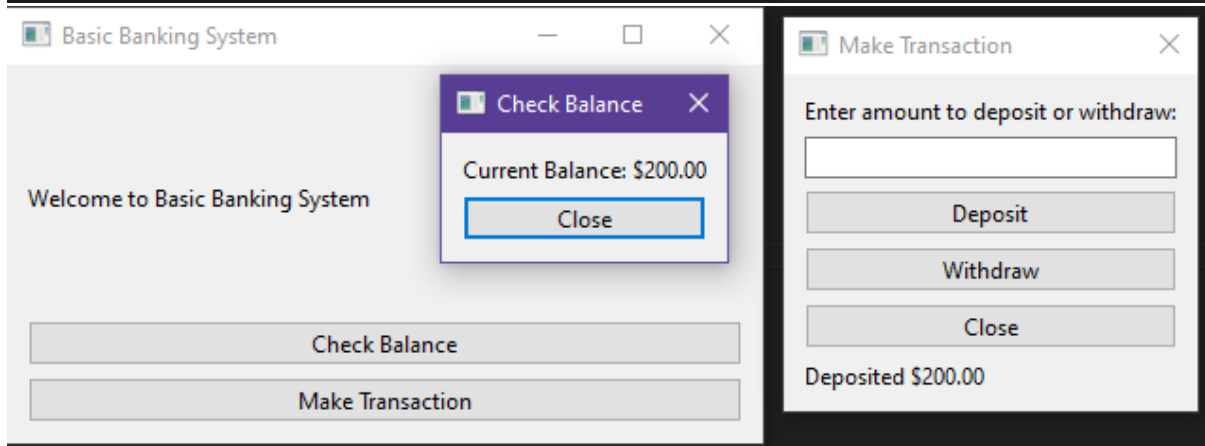 Basic Banking System
Welcome to Basic Banking System
Check Balance
Make Transaction
Check Balance
Current Balance: $200.00
Close
Make Transaction
Enter amount to deposit or withdraw:
Deposit
Withdraw
Close
Deposited $200.00